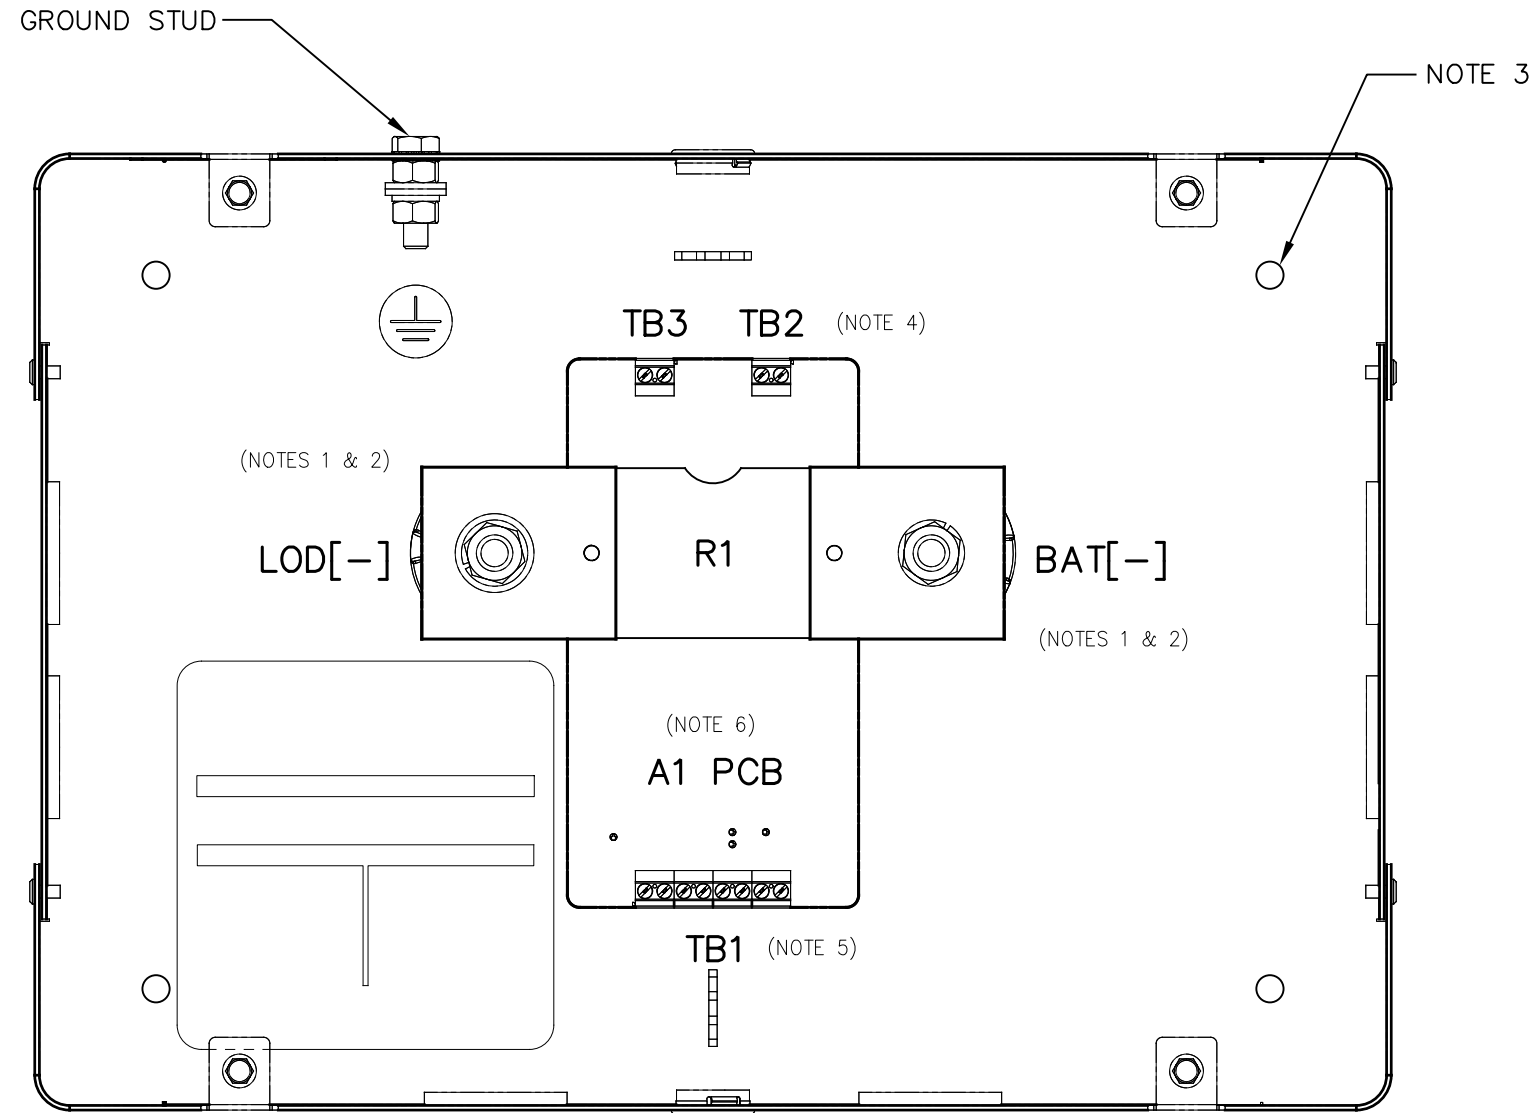 GROUND STUD
NOTE 3
TB3 TB2 (NOTE 4)
(NOTES 1 & 2)
LOD[-] R1 BAT[-]
(NOTES 1 & 2)
(NOTE 6)
A1 PCB
TB1 (NOTE 5)